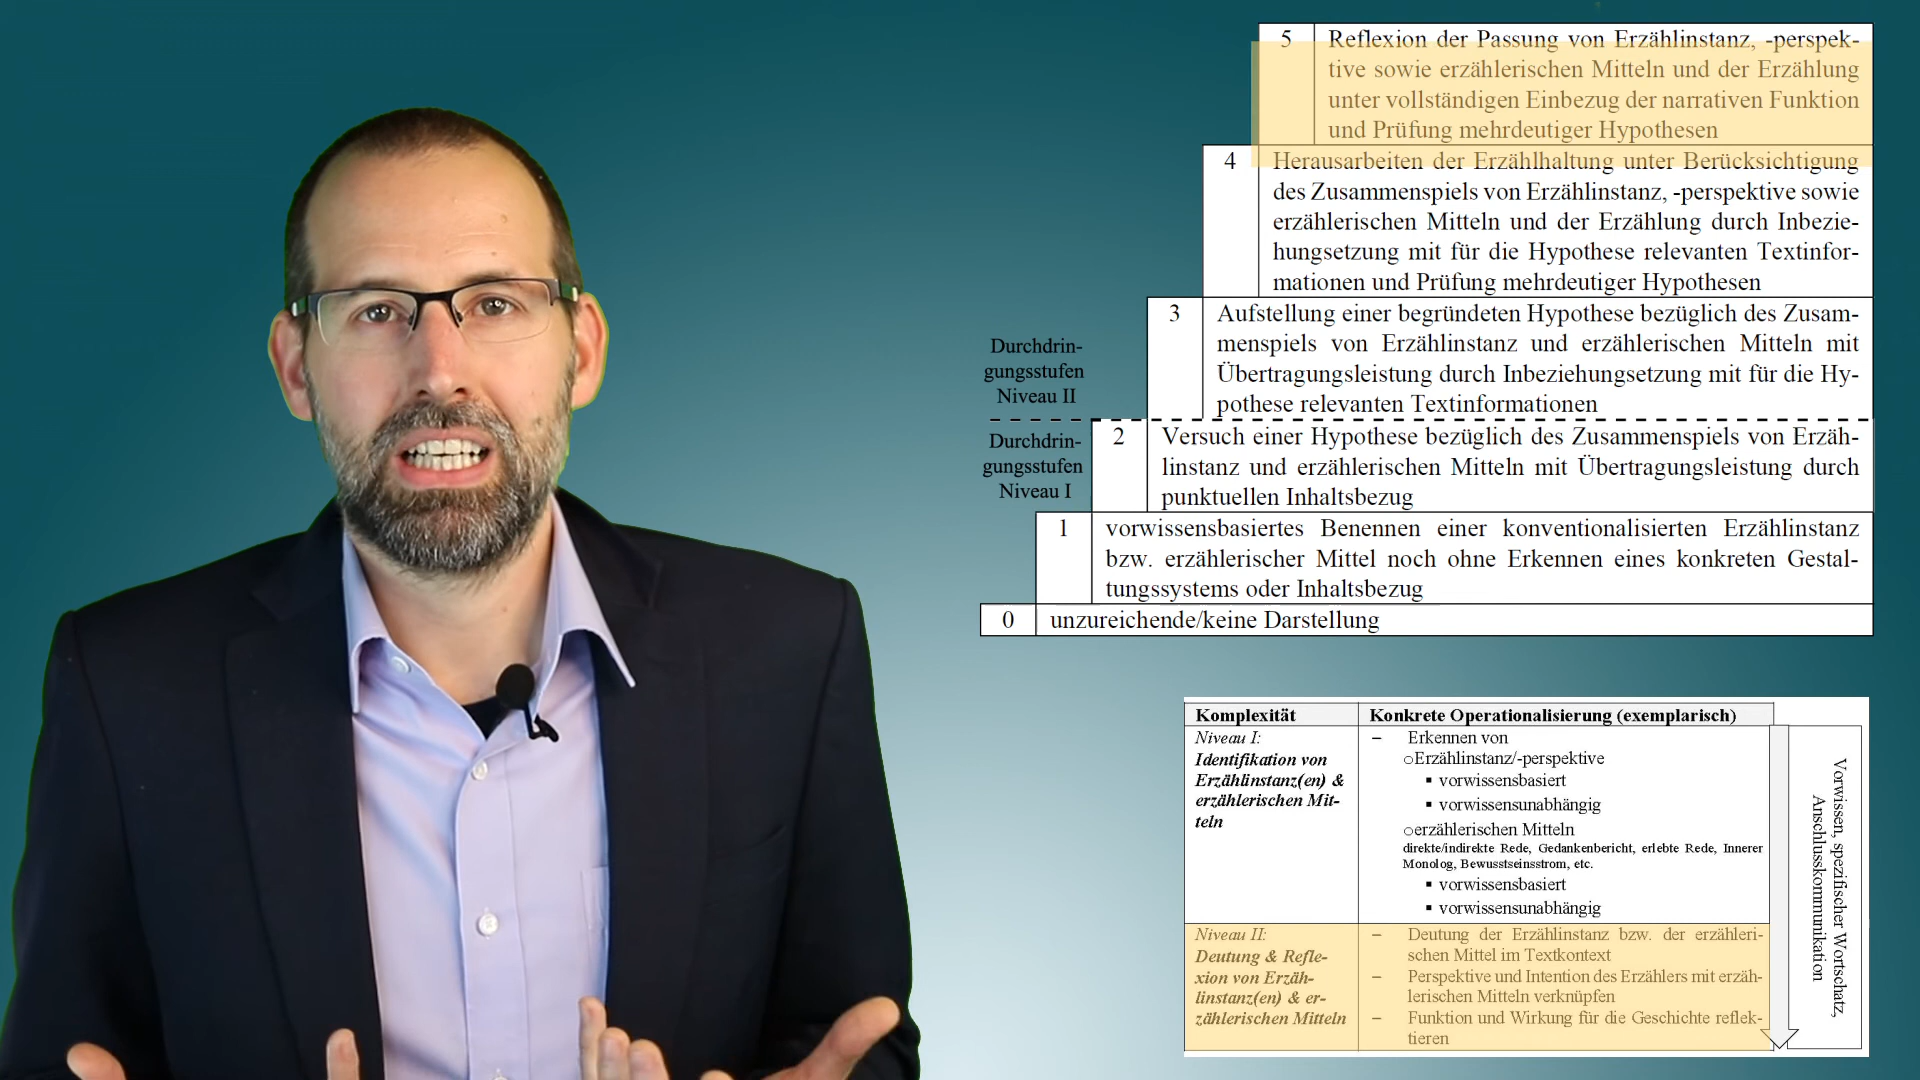 5 Reflexion der Passung von Erzählinstanz, -perspek-
tive sowie erzählerischen Mitteln und der Erzählung
unter vollständigen Einbezug der narrativen Funktion
und Prüfung mehrdeutiger Hypothesen
4 Herausarbeiten der Erzählhaltung unter Berücksichtigung
des Zusammenspiels von Erzählinstanz, -perspektive sowie
erzählerischen Mitteln und der Erzählung durch Inbezie-
hungsetzung mit für die Hypothese relevanten Textinfor-
mationen und Prüfung mehrdeutiger Hypothesen
3 Aufstellung einer begründeten Hypothese bezüglich des Zusam-
menspiels von Erzählinstanz und erzählerischen Mitteln mit
Übertragungsleistung durch Inbeziehungsetzung mit für die Hy-
pothese relevanten Textinformationen
Durchdrin-
gungsstufen
Niveau II
Durchdrin-
gungsstufen
Niveau I
2 Versuch einer Hypothese bezüglich des Zusammenspiels von Erzäh-
linstanz und erzählerischen Mitteln mit Übertragungsleistung durch
punktuellen Inhaltsbezug
1 vorwissensbasiertes Benennen einer konventionalisierten Erzählinstanz
bzw. erzählerischer Mittel noch ohne Erkennen eines konkreten Gestal-
tungssystems oder Inhaltsbezug
0 unzureichende/keine Darstellung
Komplexität
Konkrete Operationalisierung (exemplarisch)
Niveau I:
Identifikation von
Erzählinstanz(en) &
erzählerischen Mit-
teln
– Erkennen von
○Erzählinstanz/-perspektive
▪ vorwissensbasiert
▪ vorwissensunabhängig
○erzählerischen Mitteln
direkte/indirekte Rede, Gedankenbericht, erlebte Rede, Innerer
Monolog, Bewusstseinsstrom, etc.
▪ vorwissensbasiert
▪ vorwissensunabhängig
Niveau II:
Deutung & Refle-
xion von Erzäh-
linstanz(en) & er-
zählerischen Mitteln
– Deutung der Erzählinstanz bzw. der erzähleri-
schen Mittel im Textkontext
– Perspektive und Intention des Erzählers mit erzäh-
lerischen Mitteln verknüpfen
– Funktion und Wirkung für die Geschichte reflek-
tieren
Vorwissen, spezifischer Wortschatz,
Anschlusskommunikation